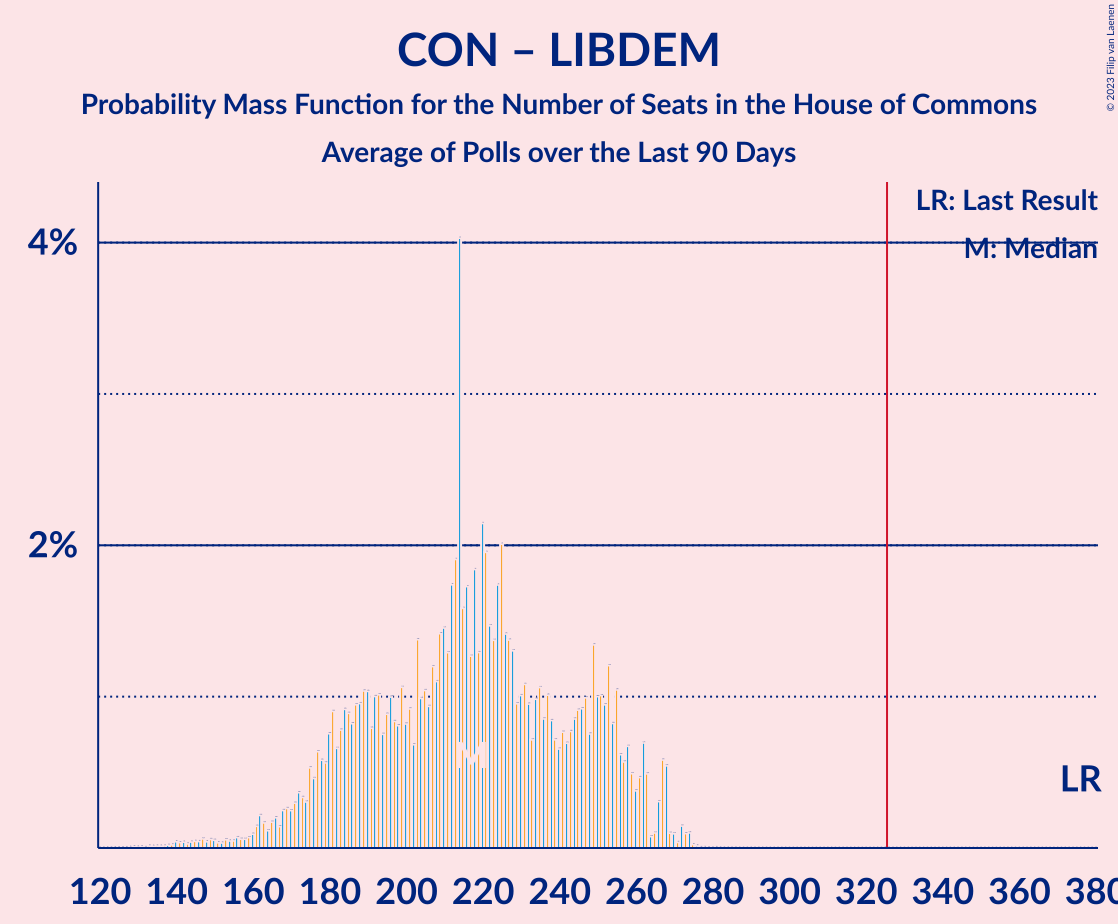 CON – LIBDEM
Probability Mass Function for the Number of Seats in the House of Commons
Average of Polls over the Last 90 Days
© 2023 Filip van Laenen
LR: Last Result
M: Median
4%
2%
M
LR
120 140 160 180 200 220 240 260 280 300 320 340 360 380